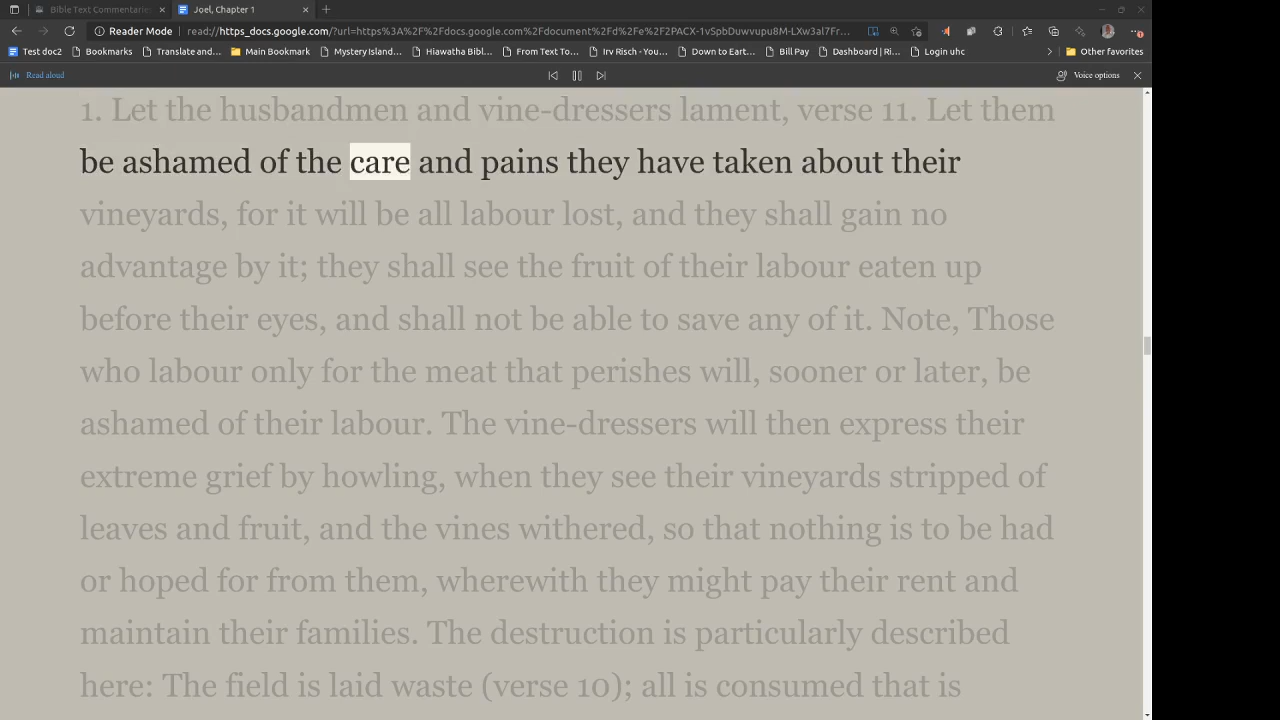 Bible Text Commentaries
Joel, Chapter 1
Reader Mode
read://https_docs.google.com/?url=https%3A%2F%2Fdocs.google.com%2Fdocument%2Fd%2Fe%2F2PACX-1vSpbDuwvupu8M-LXw3al7Fr...
Test doc2
Bookmarks
Translate and...
Main Bookmark
Mystery Island...
Hiawatha Bibl...
From Text To...
Irv Risch - You...
Down to Eart...
Bill Pay
Dashboard | Ri...
Login uhc
Other favorites
Read aloud
Voice options
1. Let the husbandmen and vine-dressers lament, verse 11. Let them
be ashamed of the care and pains they have taken about their
vineyards, for it will be all labour lost, and they shall gain no
advantage by it; they shall see the fruit of their labour eaten up
before their eyes, and shall not be able to save any of it. Note, Those
who labour only for the meat that perishes will, sooner or later, be
ashamed of their labour. The vine-dressers will then express their
extreme grief by howling, when they see their vineyards stripped of
leaves and fruit, and the vines withered, so that nothing is to be had
or hoped for from them, wherewith they might pay their rent and
maintain their families. The destruction is particularly described
here: The field is laid waste (verse 10); all is consumed that is